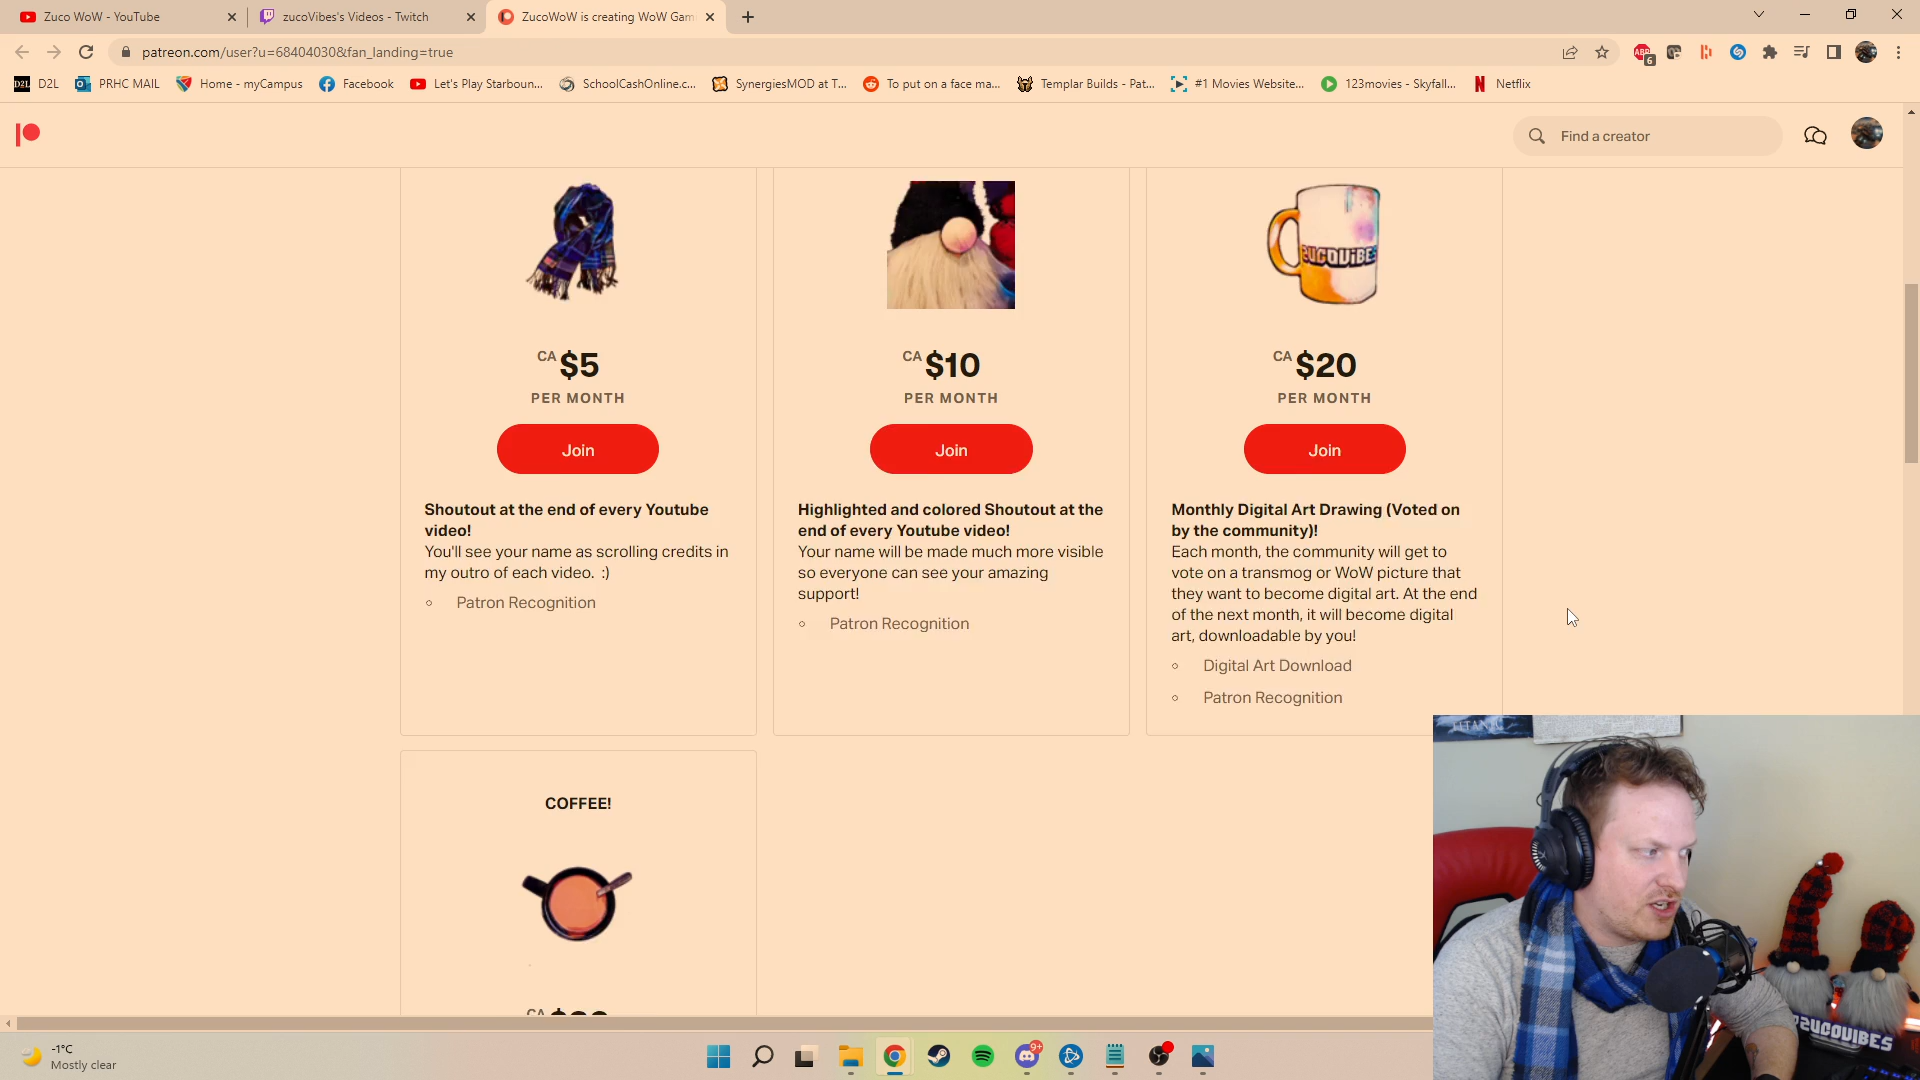 Zuco WoW - YouTube
zucoVibes's Videos - Twitch
ZucoWoW is creating WoW Gam
patreon.com/user?u=68404030&fan_landing=true
6
D2L
D2L
PRHC MAIL
Home - myCampus
Facebook
Let's Play Starboun...
SchoolCashOnline.c...
SynergiesMOD at T...
To put on a face ma...
Templar Builds - Pat...
#1 Movies Website...
123movies - Skyfall...
Netflix
Find a creator
ZUCOVIBES
CA $5
PER MONTH
Join
Shoutout at the end of every Youtube
video!
You'll see your name as scrolling credits in
my outro of each video. :)
Patron Recognition
CA $10
PER MONTH
Join
Highlighted and colored Shoutout at the
end of every Youtube video!
Your name will be made much more visible
so everyone can see your amazing
support!
Patron Recognition
CA $20
PER MONTH
Join
Monthly Digital Art Drawing (Voted on
by the community)!
Each month, the community will get to
vote on a transmog or WoW picture that
they want to become digital art. At the end
of the next month, it will become digital
art, downloadable by you!
Digital Art Download
Patron Recognition
COFFEE!
CA
TITANIC
ZUCOVIBES
-1°C
Mostly clear
9+